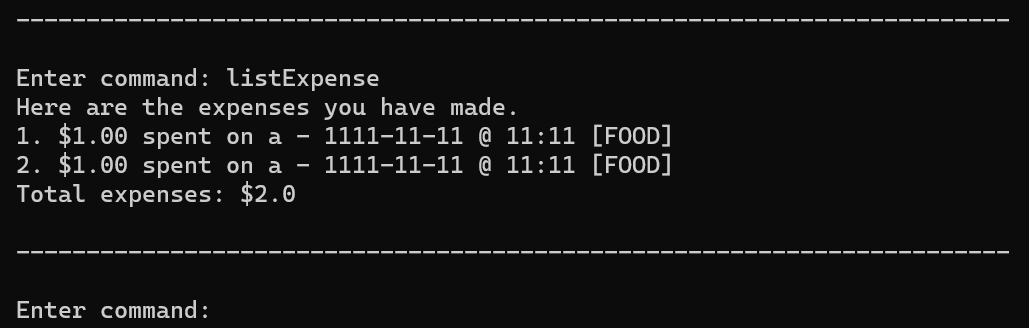 ------------------------------------------------------------------------
Enter command: listExpense
Here are the expenses you have made.
1. $1.00 spent on a - 1111-11-11 @ 11:11 [FOOD]
2. $1.00 spent on a - 1111-11-11 @ 11:11 [FOOD]
Total expenses: $2.0
------------------------------------------------------------------------
Enter command: